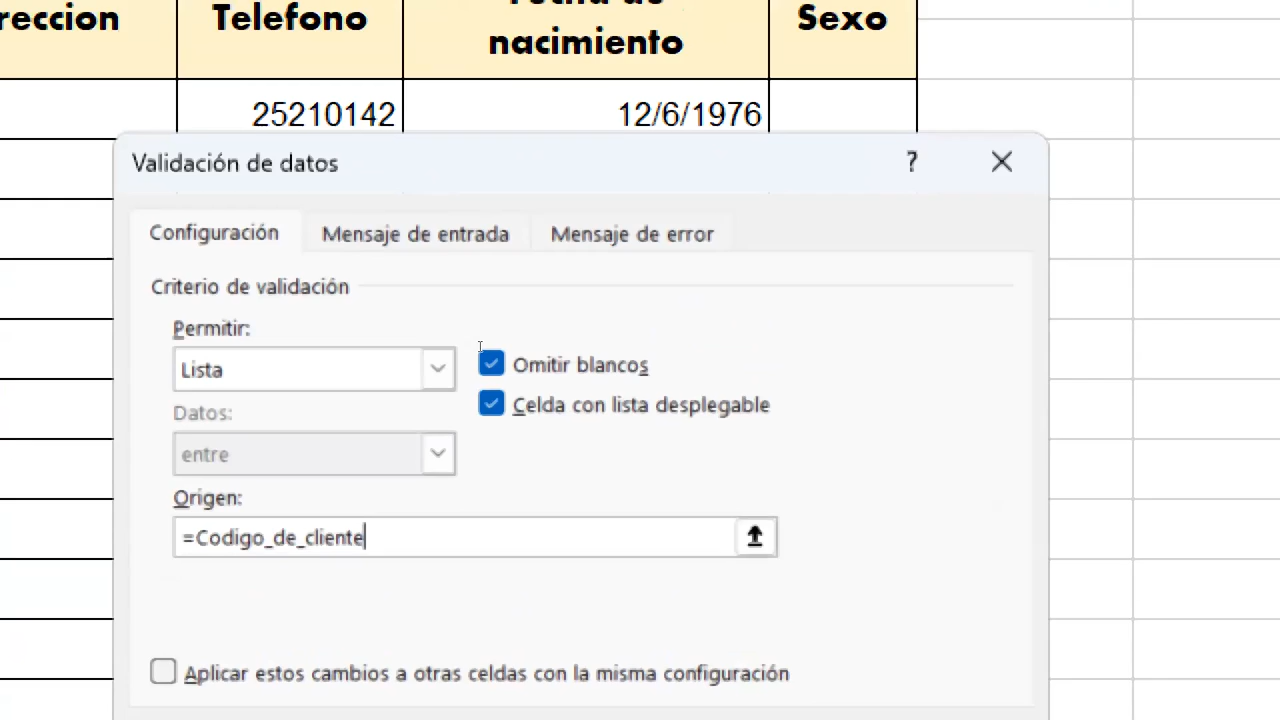 reccion
Telefono
Fecha de
nacimiento
Sexo
25210142
12/6/1976
Validación de datos
?
Configuración
Mensaje de entrada
Mensaje de error
Criterio de validación
Permitir:
Lista
Omitir blancos
Celda con lista desplegable
Datos:
entre
Origen:
=Codigo_de_cliente
Aplicar estos cambios a otras celdas con la misma configuración